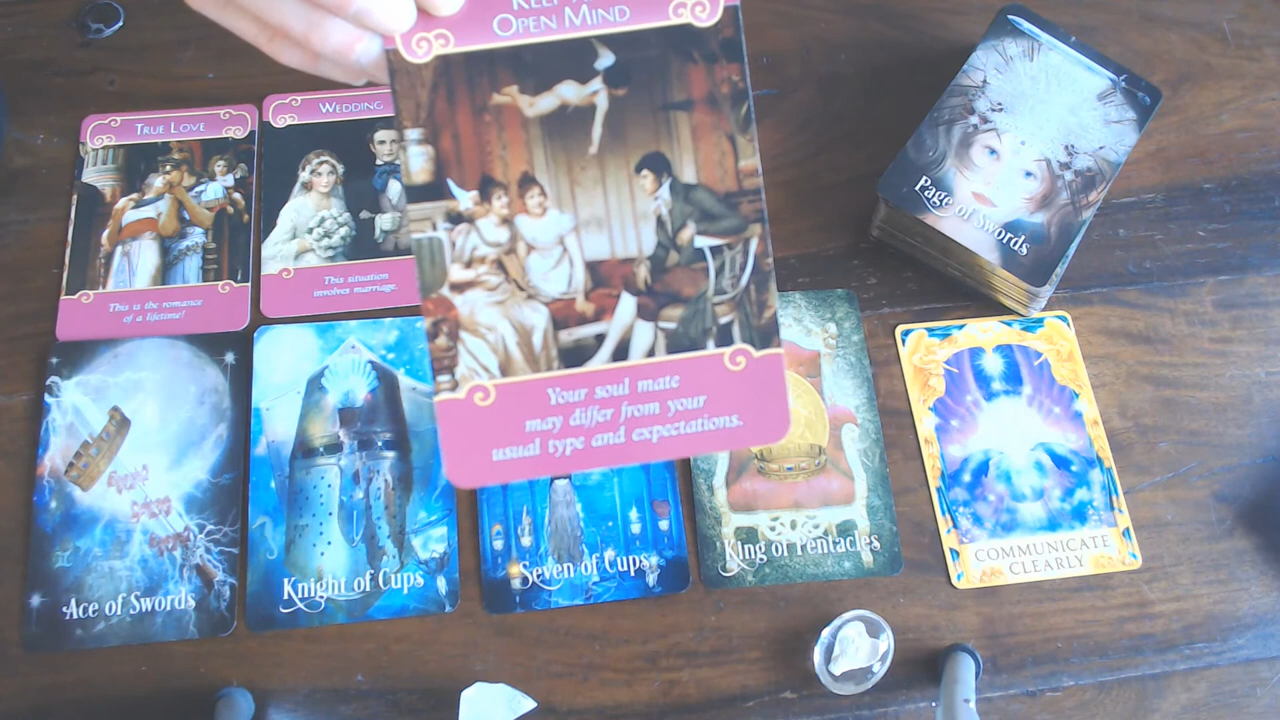 OPEN MIND
Your soul mate
may differ from your
usual type and expectations.
TRUE LOVE
This is the romance
of a lifetime!
WEDDING
This situation
involves marriage.
Page of Swords
Ace of Swords
Knight of Cups
Seven of Cups
King of Pentacles
COMMUNICATE
CLEARLY